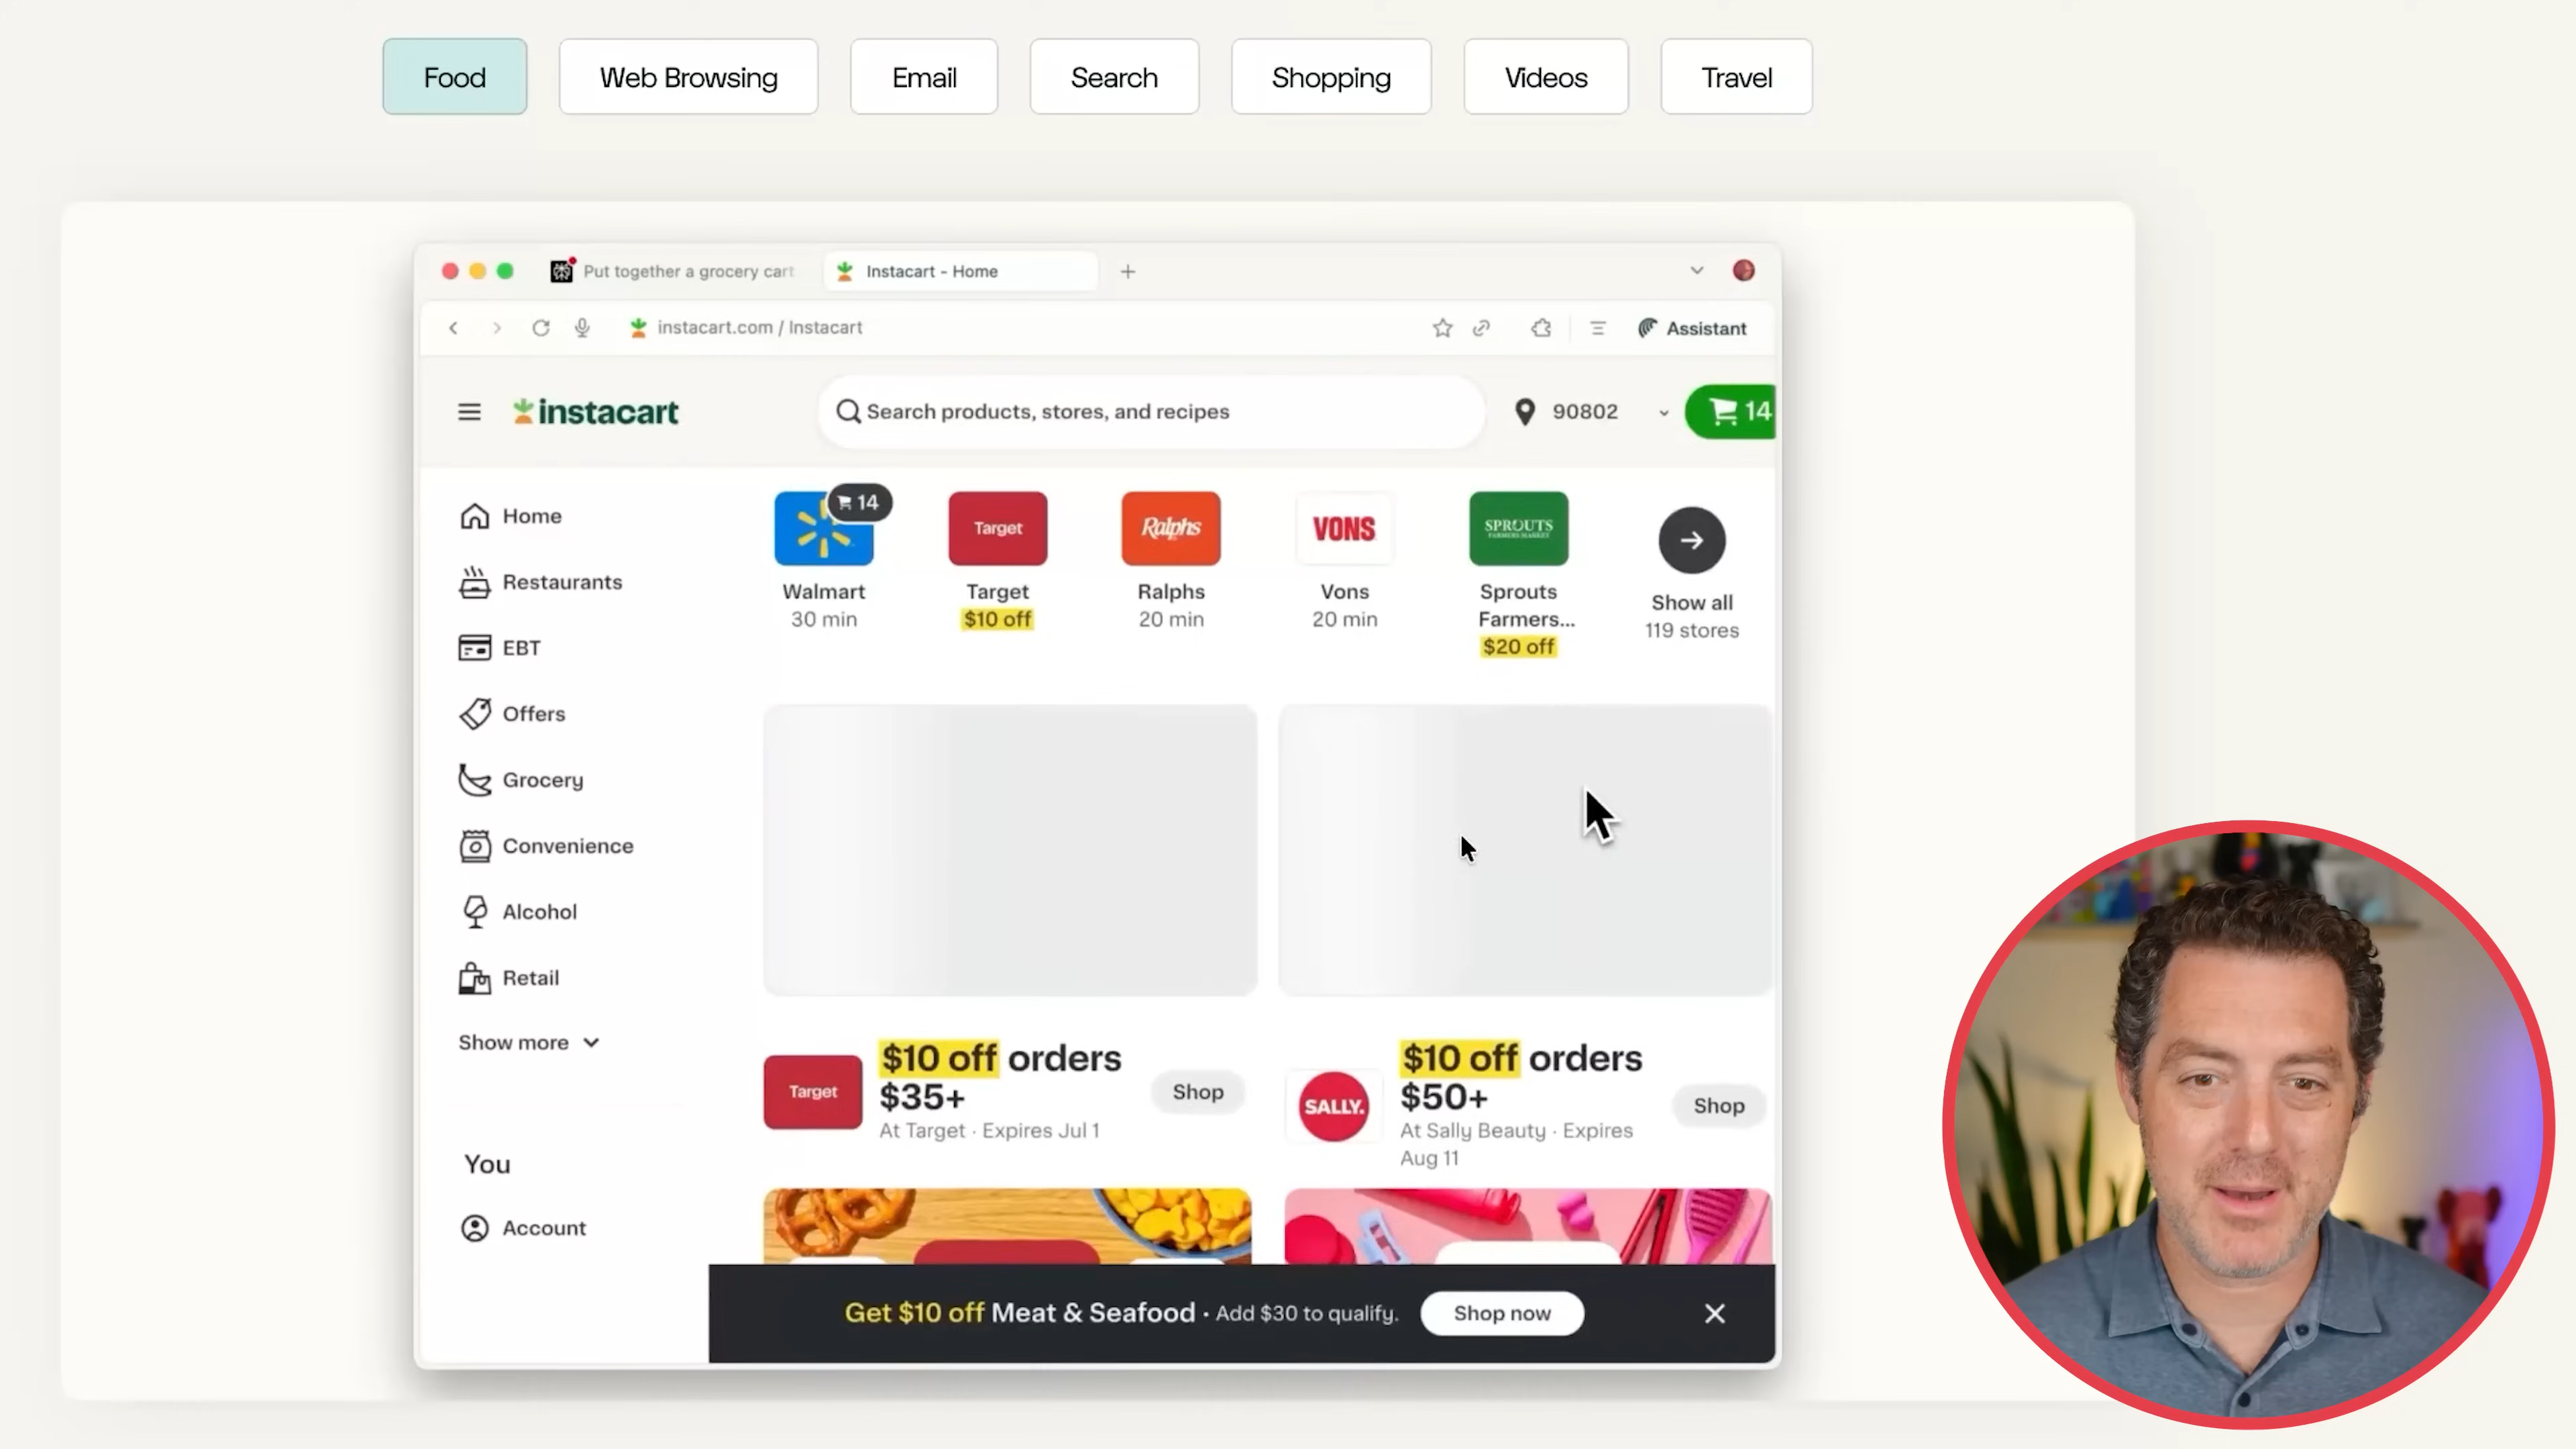 Food
Web Browsing
Email
Search
Shopping
Videos
Travel
Put together a grocery cart
Instacart - Home
instacart.com / Instacart
Assistant
instacart
Search products, stores, and recipes
90802
14
Home
Restaurants
EBT
Offers
Grocery
Convenience
Alcohol
Retail
Show more
You
Account
14
Walmart
30 min
Target
Target
$10 off
Ralphs
Ralphs
20 min
VONS
Vons
20 min
SPROUTS
FARMERS MARKET
Sprouts
Farmers...
$20 off
Show all
119 stores
Target
$10 off orders
$35+
At Target · Expires Jul 1
Shop
SALLY.
$10 off orders
$50+
At Sally Beauty · Expires
Aug 11
Shop
Get $10 off Meat & Seafood · Add $30 to qualify.
Shop now